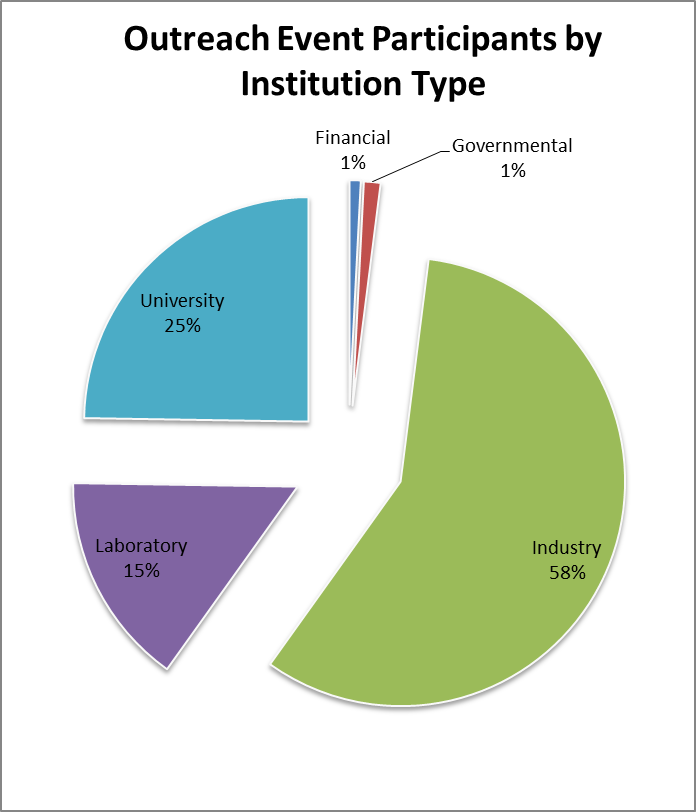 Outreach Event Participants by
Institution Type
Financial
1%
Governmental
1%
University
25%
Laboratory
15%
Industry
58%